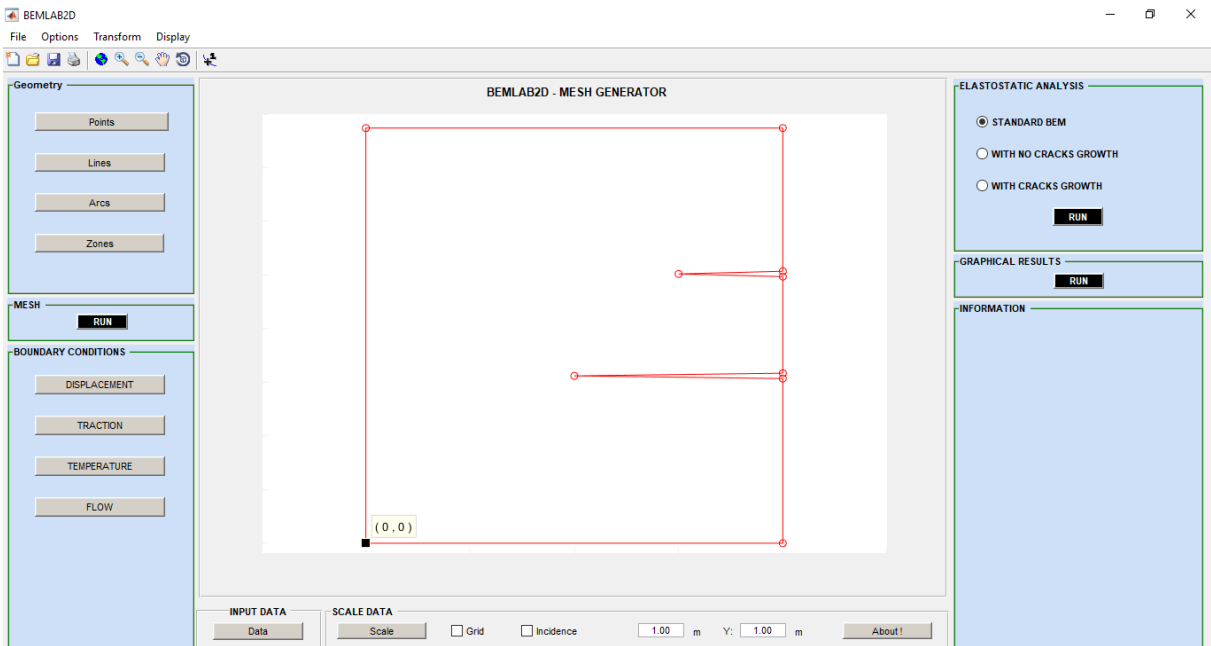 BEMLAB2D
File Options Transform Display
Geometry
Points
Lines
Arcs
Zones
MESH
RUN
BOUNDARY CONDITIONS
DISPLACEMENT
TRACTION
TEMPERATURE
FLOW
BEMLAB2D - MESH GENERATOR
( 0 , 0 )
INPUT DATA
Data
SCALE DATA
Scale
Grid
Incidence
1.00 m Y: 1.00 m
About !
ELASTOSTATIC ANALYSIS
STANDARD BEM
WITH NO CRACKS GROWTH
WITH CRACKS GROWTH
RUN
GRAPHICAL RESULTS
RUN
INFORMATION